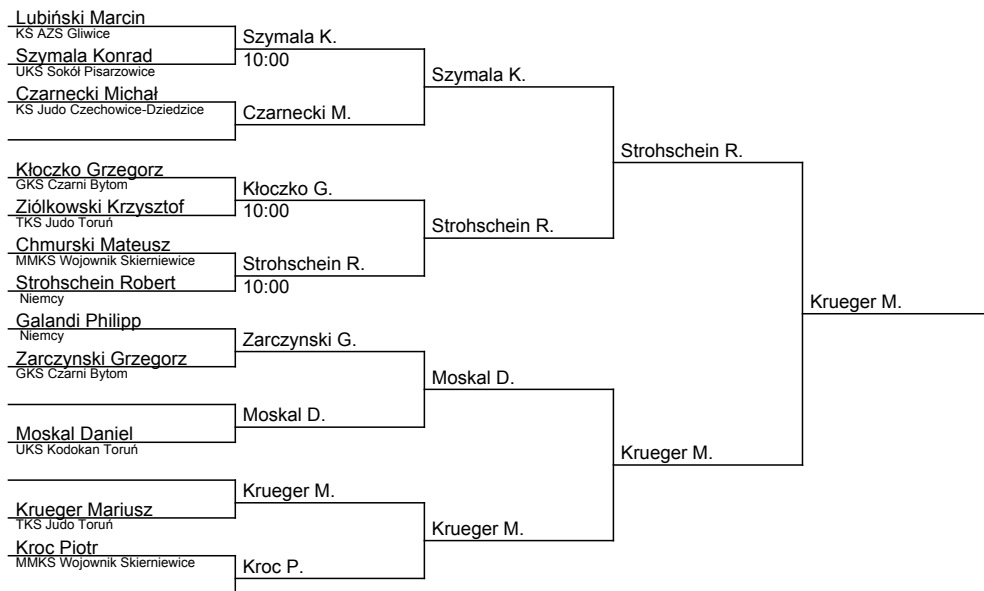 Lubiński Marcin
KS AZS Gliwice
Szymala Konrad
UKS Sokół Pisarzowice
Czarnecki Michał
KS Judo Czechowice-Dziedzice
Kłoczko Grzegorz
GKS Czarni Bytom
Ziólkowski Krzysztof
TKS Judo Toruń
Chmurski Mateusz
MMKS Wojownik Skierniewice
Strohschein Robert
Niemcy
Galandi Philipp
Niemcy
Zarczynski Grzegorz
GKS Czarni Bytom
Moskal Daniel
UKS Kodokan Toruń
Krueger Mariusz
TKS Judo Toruń
Kroc Piotr
MMKS Wojownik Skierniewice
Szymala K.
10:00
Czarnecki M.
Kłoczko G.
10:00
Strohschein R.
10:00
Zarczynski G.
Moskal D.
Krueger M.
Kroc P.
Szymala K.
Strohschein R.
Moskal D.
Krueger M.
Strohschein R.
Krueger M.
Krueger M.